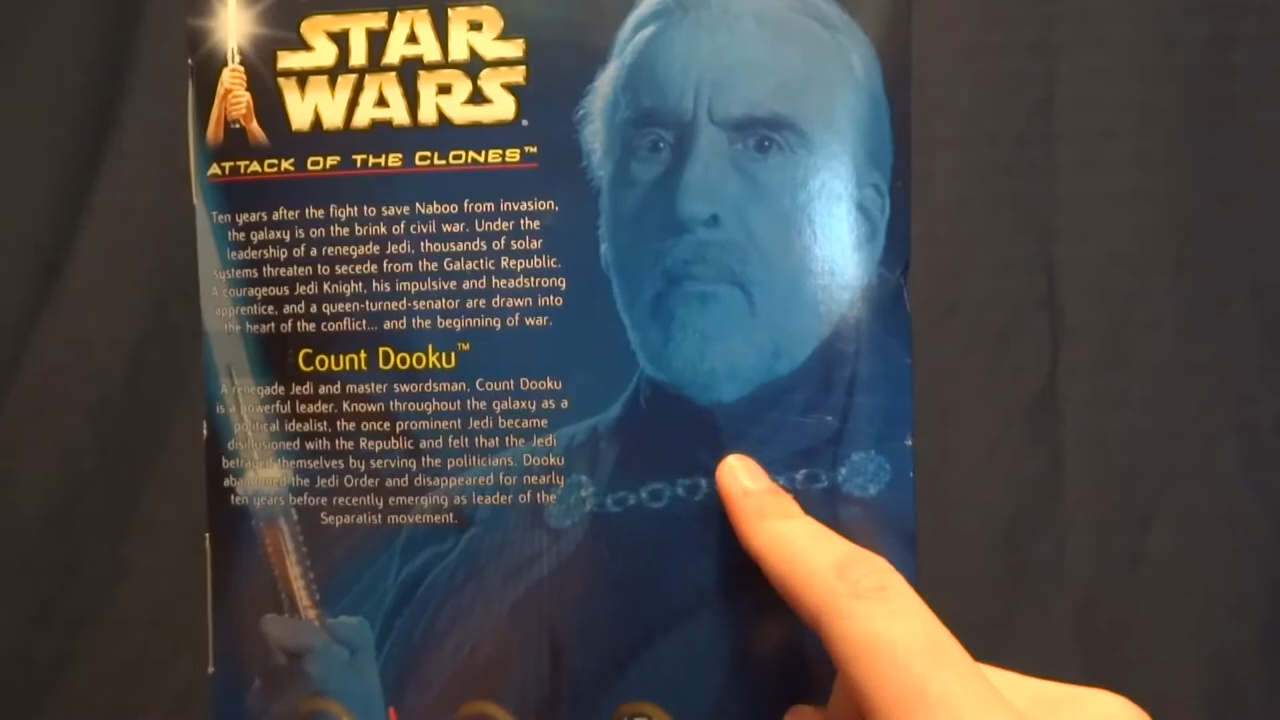 STAR
WARS
ATTACK OF THE CLONES™
Ten years after the fight to save Naboo from invasion,
the galaxy is on the brink of civil war. Under the
leadership of a renegade Jedi, thousands of solar
systems threaten to secede from the Galactic Republic.
A courageous Jedi Knight, his impulsive and headstrong
apprentice, and a queen-turned-senator are drawn into
the heart of the conflict... and the beginning of war.
Count Dooku™
A renegade Jedi and master swordsman, Count Dooku
is a powerful leader. Known throughout the galaxy as a
political idealist, the once prominent Jedi became
disillusioned with the Republic and felt that the Jedi
betrayed themselves by serving the politicians. Dooku
abandoned the Jedi Order and disappeared for nearly
ten years before recently emerging as leader of the
Separatist movement.